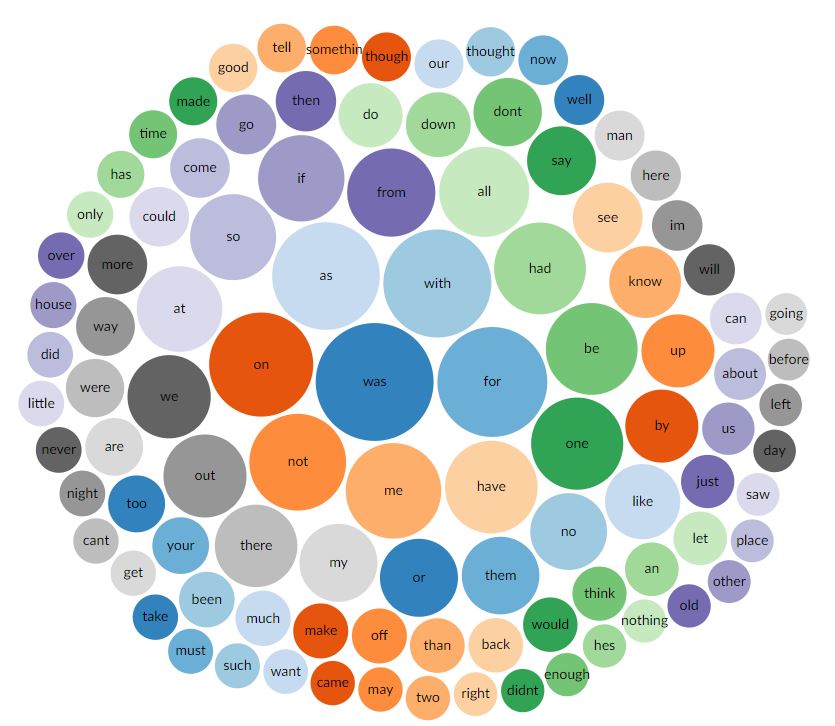 tell
somethin
though
our
thought
now
good
made
then
do
down
dont
well
time
go
man
has
come
if
from
all
say
here
only
could
so
see
im
over
more
as
with
had
know
will
house
way
at
can
going
did
were
we
on
was
for
be
up
about
before
little
are
not
me
have
one
by
us
left
never
out
like
just
day
night
too
there
my
or
them
no
let
saw
cant
your
an
place
get
been
much
make
off
than
back
would
think
nothing
old
other
take
must
such
want
came
may
two
right
didnt
enough
hes